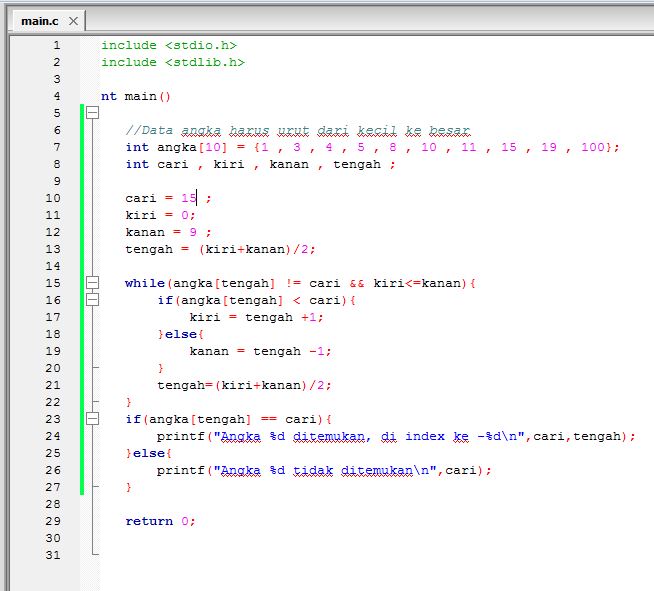 main.c
1 include <stdio.h>
2 include <stdlib.h>
3
4 nt main()
5
6 //Data angka harus urut dari kecil ke besar
7 int angka[10] = {1 , 3 , 4 , 5 , 8 , 10 , 11 , 15 , 19 , 100};
8 int cari , kiri , kanan , tengah ;
9
10 cari = 15 ;
11 kiri = 0;
12 kanan = 9 ;
13 tengah = (kiri+kanan)/2;
14
15 while(angka[tengah] != cari && kiri<=kanan){
16 if(angka[tengah] < cari){
17 kiri = tengah +1;
18 }else{
19 kanan = tengah -1;
20 }
21 tengah=(kiri+kanan)/2;
22 }
23 if(angka[tengah] == cari){
24 printf("Angka %d ditemukan, di index ke -%d\n",cari,tengah);
25 }else{
26 printf("Angka %d tidak ditemukan\n",cari);
27 }
28
29 return 0;
30
31